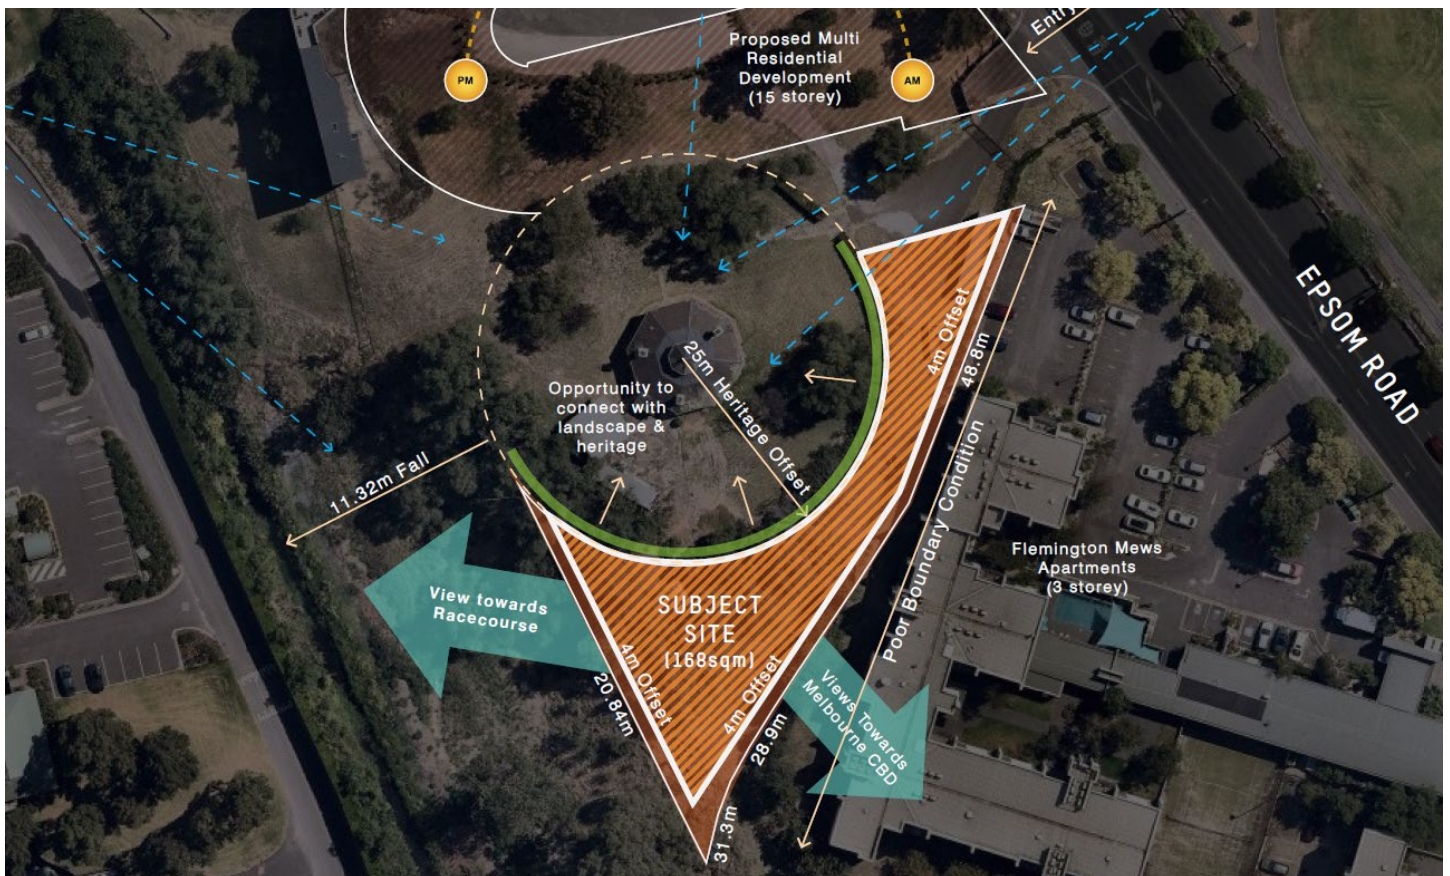 Entry
PM
Proposed Multi
Residential
Development
(15 storey)
AM
EPSOM ROAD
4m Offset
48.8m
25m Heritage Offset
Opportunity to
connect with
landscape &
heritage
11.32m Fall
Poor Boundary Condition
Flemington Mews
Apartments
(3 storey)
View towards
Racecourse
SUBJECT
SITE
(168sqm)
4m Offset
20.84m
4m Offset
28.9m
Views Towards
Melbourne CBD
31.3m